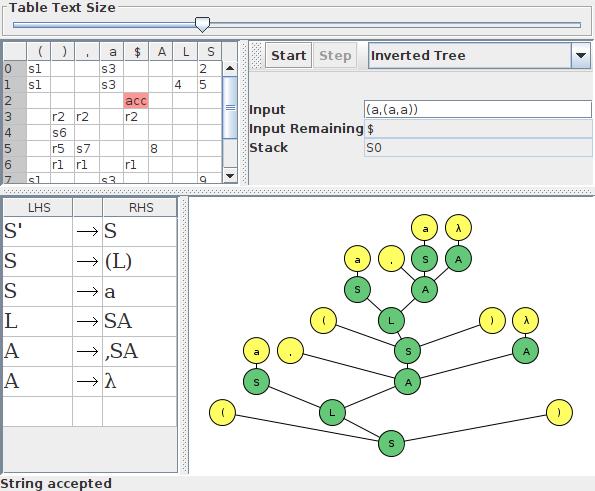 Table Text Size
( ) , a $ A L S
0 s1 s3 2
1 s1 s3 4 5
2 acc
3 r2 r2 r2
4 s6
5 r5 s7 8
6 r1 r1 r1
7 s1 s3 9
Start Step Inverted Tree
Input (a,(a,a))
Input Remaining $
Stack S0
LHS RHS
S' → S
S → (L)
S → a
L → SA
A → ,SA
A → λ
a λ
a , S A
S A
( L ) λ
a , S A
S A
( L )
S
String accepted